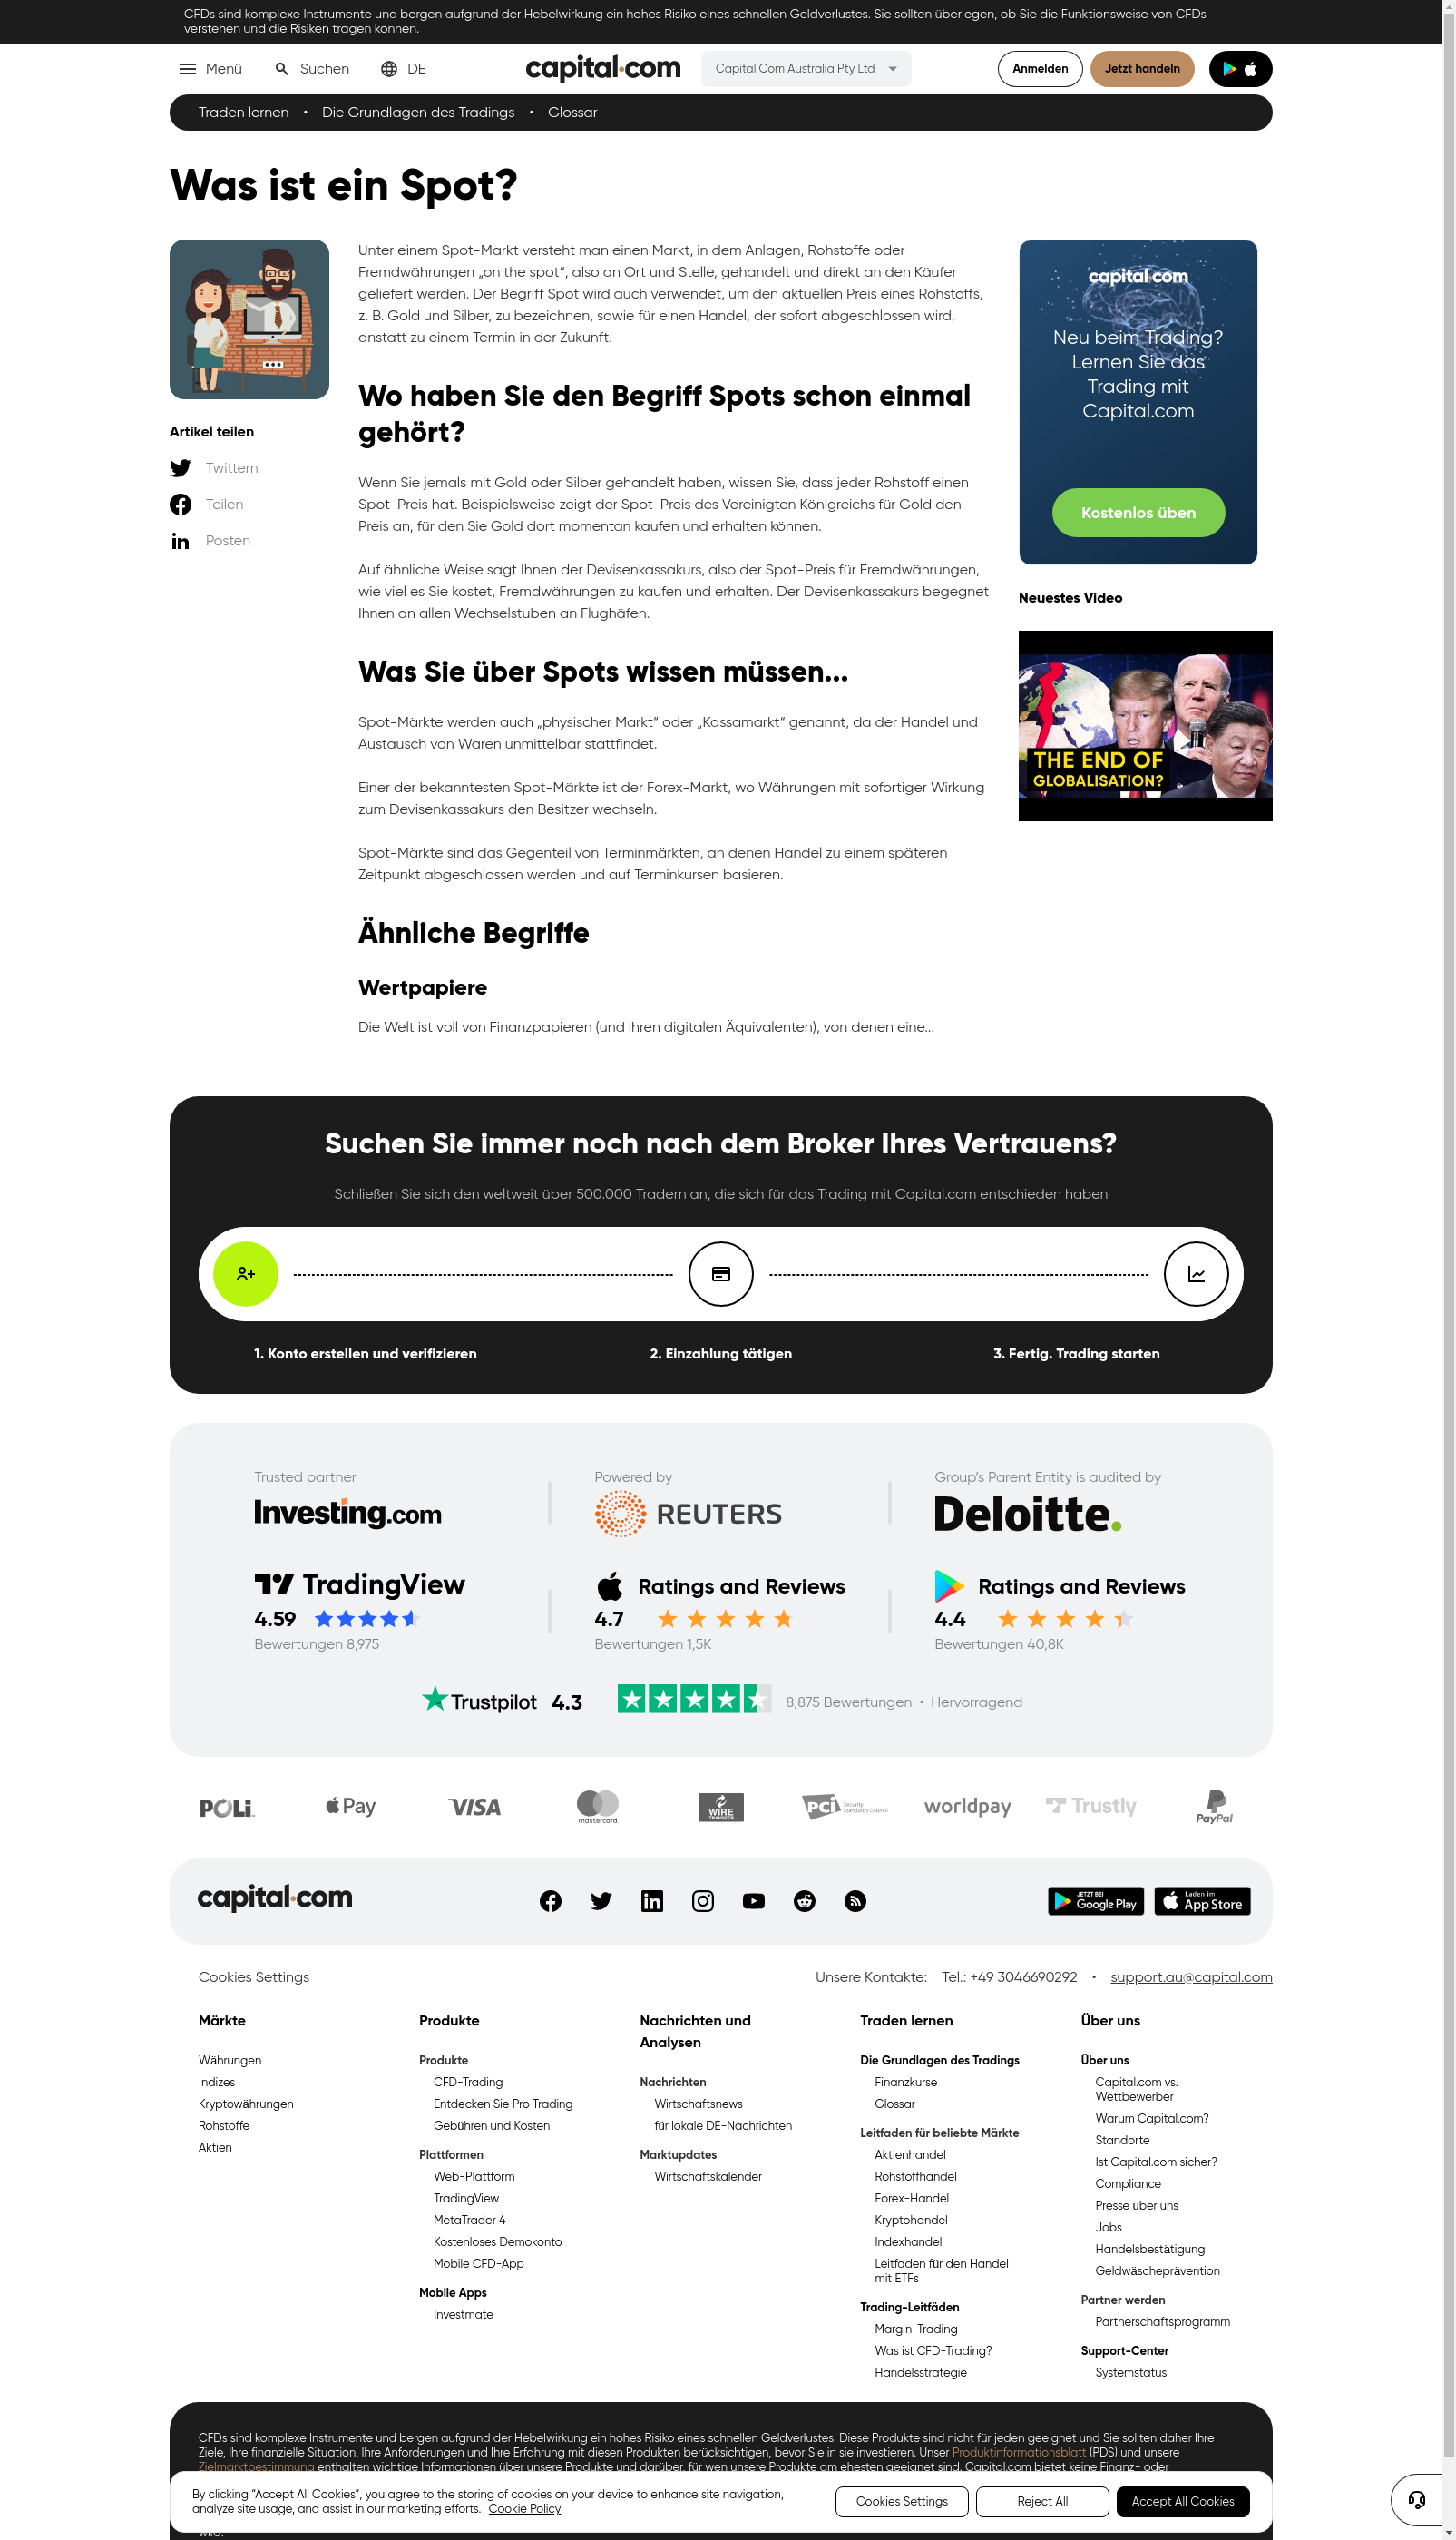 CFDs sind komplexe Instrumente und bergen aufgrund der Hebelwirkung ein hohes Risiko eines schnellen Geldverlustes. Sie sollten überlegen, ob Sie die Funktionsweise von CFDs
verstehen und die Risiken tragen können.
Menü
Suchen
DE
capital.com
Capital Com Australia Pty Ltd
Anmelden
Jetzt handeln
Traden lernen • Die Grundlagen des Tradings • Glossar
Was ist ein Spot?
Artikel teilen
Twittern
Teilen
Posten
Unter einem Spot-Markt versteht man einen Markt, in dem Anlagen, Rohstoffe oder
Fremdwährungen „on the spot“, also an Ort und Stelle, gehandelt und direkt an den Käufer
geliefert werden. Der Begriff Spot wird auch verwendet, um den aktuellen Preis eines Rohstoffs,
z. B. Gold und Silber, zu bezeichnen, sowie für einen Handel, der sofort abgeschlossen wird,
anstatt zu einem Termin in der Zukunft.
Wo haben Sie den Begriff Spots schon einmal
gehört?
Wenn Sie jemals mit Gold oder Silber gehandelt haben, wissen Sie, dass jeder Rohstoff einen
Spot-Preis hat. Beispielsweise zeigt der Spot-Preis des Vereinigten Königreichs für Gold den
Preis an, für den Sie Gold dort momentan kaufen und erhalten können.
Auf ähnliche Weise sagt Ihnen der Devisenkassakurs, also der Spot-Preis für Fremdwährungen,
wie viel es Sie kostet, Fremdwährungen zu kaufen und erhalten. Der Devisenkassakurs begegnet
Ihnen an allen Wechselstuben an Flughäfen.
Was Sie über Spots wissen müssen...
Spot-Märkte werden auch „physischer Markt“ oder „Kassamarkt“ genannt, da der Handel und
Austausch von Waren unmittelbar stattfindet.
Einer der bekanntesten Spot-Märkte ist der Forex-Markt, wo Währungen mit sofortiger Wirkung
zum Devisenkassakurs den Besitzer wechseln.
Spot-Märkte sind das Gegenteil von Terminmärkten, an denen Handel zu einem späteren
Zeitpunkt abgeschlossen werden und auf Terminkursen basieren.
Ähnliche Begriffe
Wertpapiere
Die Welt ist voll von Finanzpapieren (und ihren digitalen Äquivalenten), von denen eine...
capital.com
Neu beim Trading?
Lernen Sie das
Trading mit
Capital.com
Kostenlos üben
Neuestes Video
THE END OF
GLOBALISATION?
Suchen Sie immer noch nach dem Broker Ihres Vertrauens?
Schließen Sie sich den weltweit über 500.000 Tradern an, die sich für das Trading mit Capital.com entschieden haben
1. Konto erstellen und verifizieren
2. Einzahlung tätigen
3. Fertig. Trading starten
Trusted partner
Investing.com
Powered by
REUTERS
Group's Parent Entity is audited by
Deloitte.
TradingView
4.59
Bewertungen 8,975
Ratings and Reviews
4.7
Bewertungen 1,5K
Ratings and Reviews
4.4
Bewertungen 40,8K
Trustpilot 4.3
8,875 Bewertungen • Hervorragend
POLi
Pay
VISA
mastercard
WIRE
TRANSFER
PCI Security
Standards Council
worldpay
Trustly
PayPal
capital.com
JETZT BEI
Google Play
Laden im
App Store
Cookies Settings
Unsere Kontakte: Tel.: +49 3046690292 • support.au@capital.com
Märkte
Währungen
Indizes
Kryptowährungen
Rohstoffe
Aktien
Produkte
Produkte
CFD-Trading
Entdecken Sie Pro Trading
Gebühren und Kosten
Plattformen
Web-Plattform
TradingView
MetaTrader 4
Kostenloses Demokonto
Mobile CFD-App
Mobile Apps
Investmate
Nachrichten und
Analysen
Nachrichten
Wirtschaftsnews
für lokale DE-Nachrichten
Marktupdates
Wirtschaftskalender
Traden lernen
Die Grundlagen des Tradings
Finanzkurse
Glossar
Leitfaden für beliebte Märkte
Aktienhandel
Rohstoffhandel
Forex-Handel
Kryptohandel
Indexhandel
Leitfaden für den Handel
mit ETFs
Trading-Leitfäden
Margin-Trading
Was ist CFD-Trading?
Handelsstrategie
Über uns
Über uns
Capital.com vs.
Wettbewerber
Warum Capital.com?
Standorte
Ist Capital.com sicher?
Compliance
Presse über uns
Jobs
Handelsbestätigung
Geldwäscheprävention
Partner werden
Partnerschaftsprogramm
Support-Center
Systemstatus
CFDs sind komplexe Instrumente und bergen aufgrund der Hebelwirkung ein hohes Risiko eines schnellen Geldverlustes. Diese Produkte sind nicht für jeden geeignet und Sie sollten daher Ihre
Ziele, Ihre finanzielle Situation, Ihre Anforderungen und Ihre Erfahrung mit diesen Produkten berücksichtigen, bevor Sie in sie investieren. Unser Produktinformationsblatt (PDS) und unsere
Zielmarktbestimmung enthalten wichtige Informationen über unsere Produkte und darüber, für wen unsere Produkte am ehesten geeignet sind. Capital.com bietet keine Finanz- oder
By clicking “Accept All Cookies”, you agree to the storing of cookies on your device to enhance site navigation,
analyze site usage, and assist in our marketing efforts. Cookie Policy
Cookies Settings
Reject All
Accept All Cookies
wird.